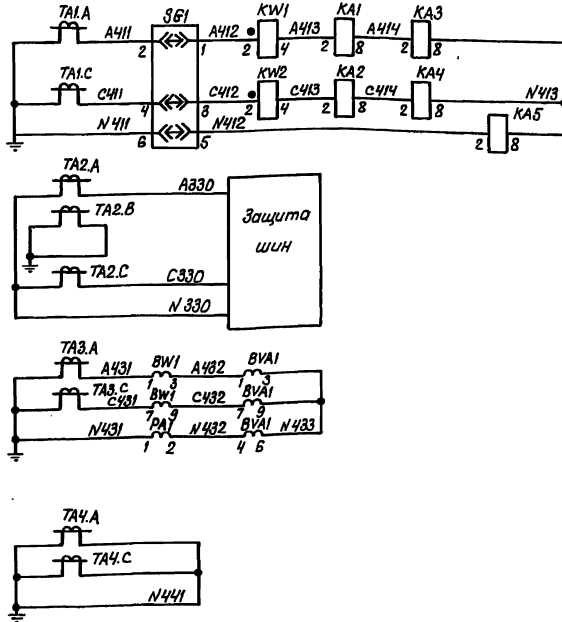 TA1.A A411 SG1 A412 KW1 A413 KA1 A414 KA3
2 1 2 4 2 8 2 8
TA1.C C411 C412 KW2 C413 KA2 C414 KA4 N413
4 3 2 4 2 8 2 8
N411 N412 KA5
6 5 2 8
TA2.A A330
TA2.B
Защита
шин
TA2.C C330
N330
TA3.A A431 BW1 A432 BVA1
1 3 1 3
TA3.C C431 BW1 C432 BVA1
7 9 7 9
N431 PA1 N432 BVA1 N433
1 2 4 6
TA4.A
TA4.C
N441